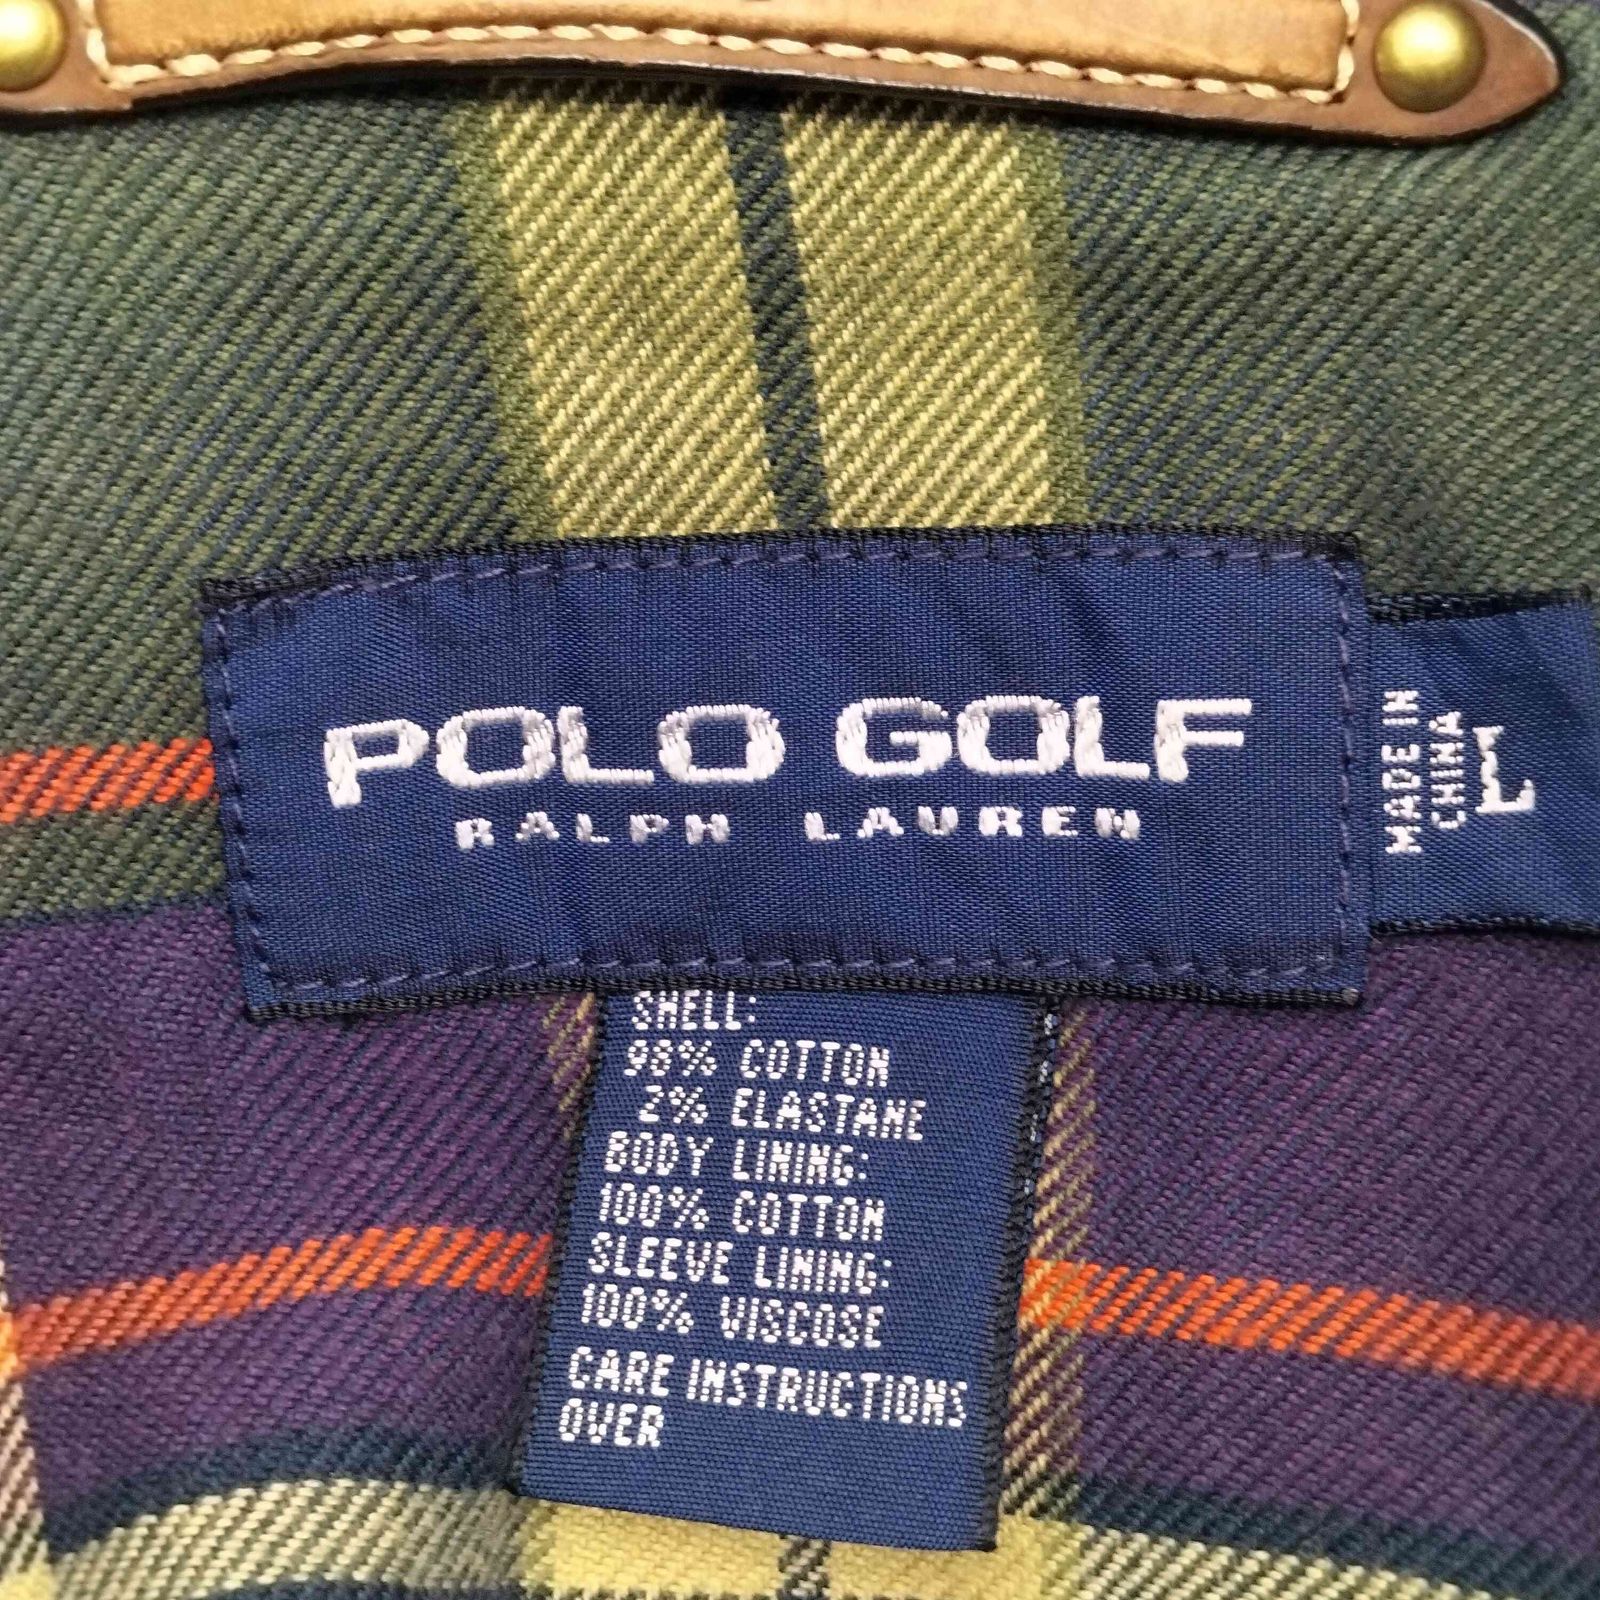 POLO GOLF
RALPH LAUREN
MADE IN
CHINA
L
SHELL:
98% COTTON
2% ELASTANE
BODY LINING:
100% COTTON
SLEEVE LINING:
100% VISCOSE
CARE INSTRUCTIONS
OVER